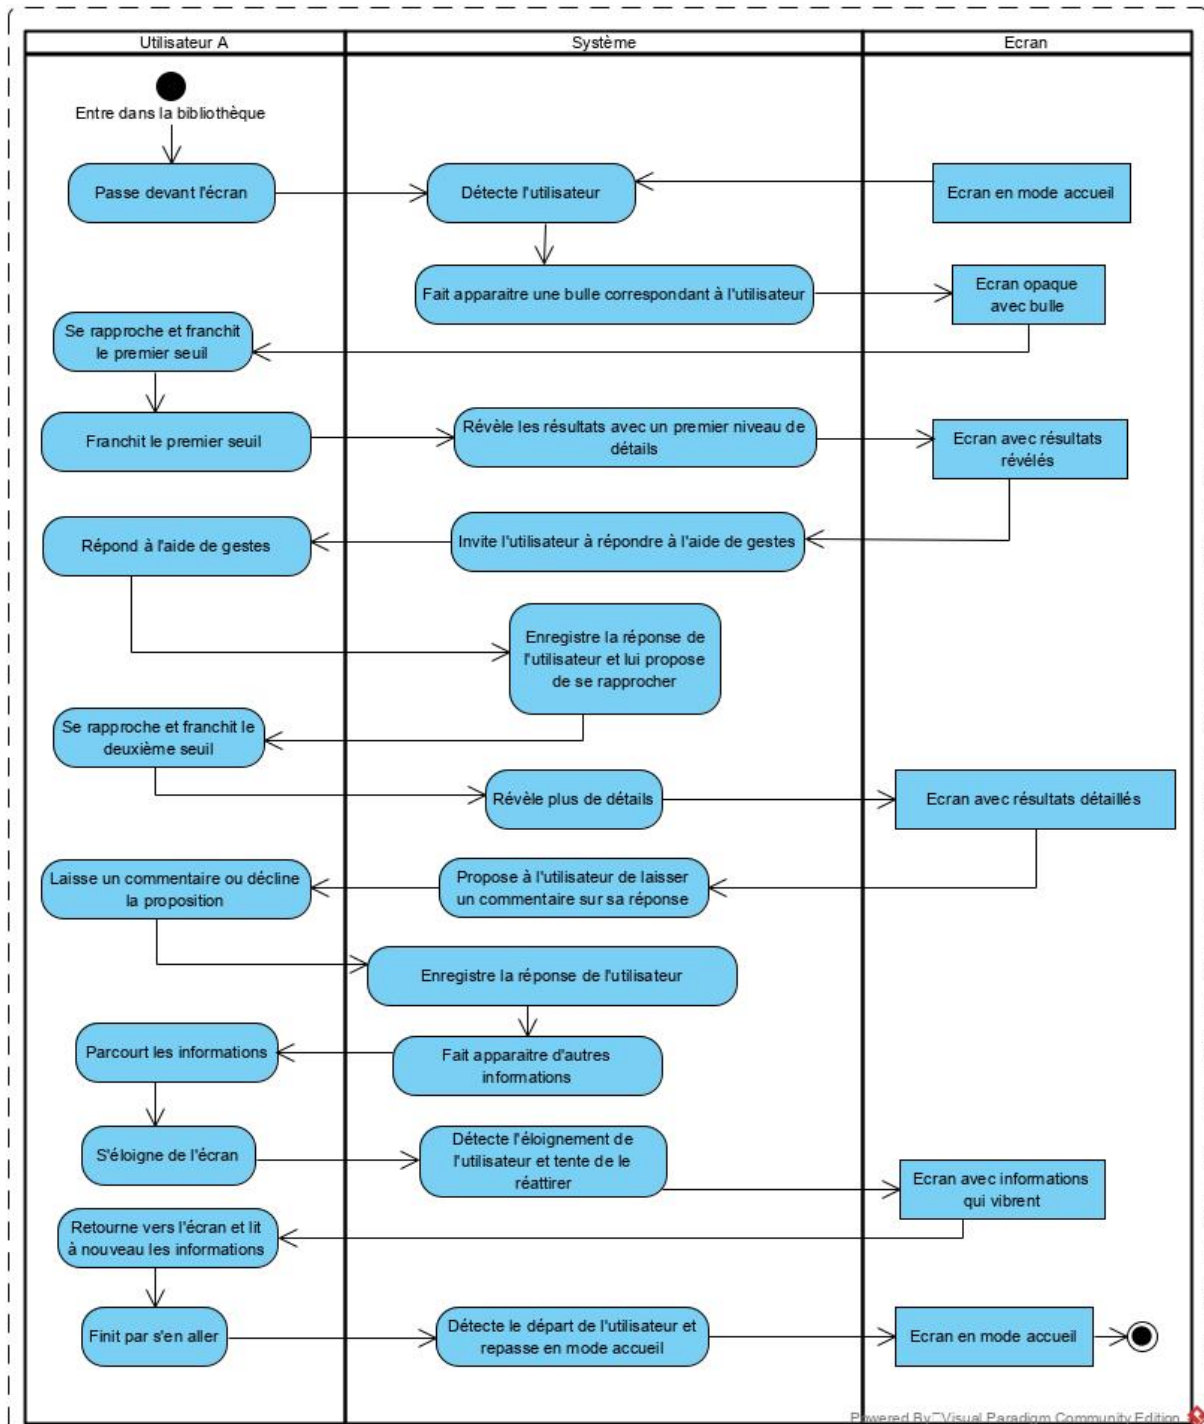 Utilisateur A
Système
Ecran
Entre dans la bibliothèque
Passe devant l'écran
Détecte l'utilisateur
Ecran en mode accueil
Fait apparaitre une bulle correspondant à l'utilisateur
Ecran opaque
avec bulle
Se rapproche et franchit
le premier seuil
Franchit le premier seuil
Révèle les résultats avec un premier niveau de
détails
Ecran avec résultats
révélés
Répond à l'aide de gestes
Invite l'utilisateur à répondre à l'aide de gestes
Enregistre la réponse de
l'utilisateur et lui propose
de se rapprocher
Se rapproche et franchit le
deuxième seuil
Révèle plus de détails
Ecran avec résultats détaillés
Laisse un commentaire ou décline
la proposition
Propose à l'utilisateur de laisser
un commentaire sur sa réponse
Enregistre la réponse de l'utilisateur
Parcourt les informations
Fait apparaitre d'autres
informations
S'éloigne de l'écran
Détecte l'éloignement de
l'utilisateur et tente de le
réattirer
Ecran avec informations
qui vibrent
Retourne vers l'écran et lit
à nouveau les informations
Finit par s'en aller
Détecte le départ de l'utilisateur et
repasse en mode accueil
Ecran en mode accueil
Powered By Visual Paradigm Community Edition